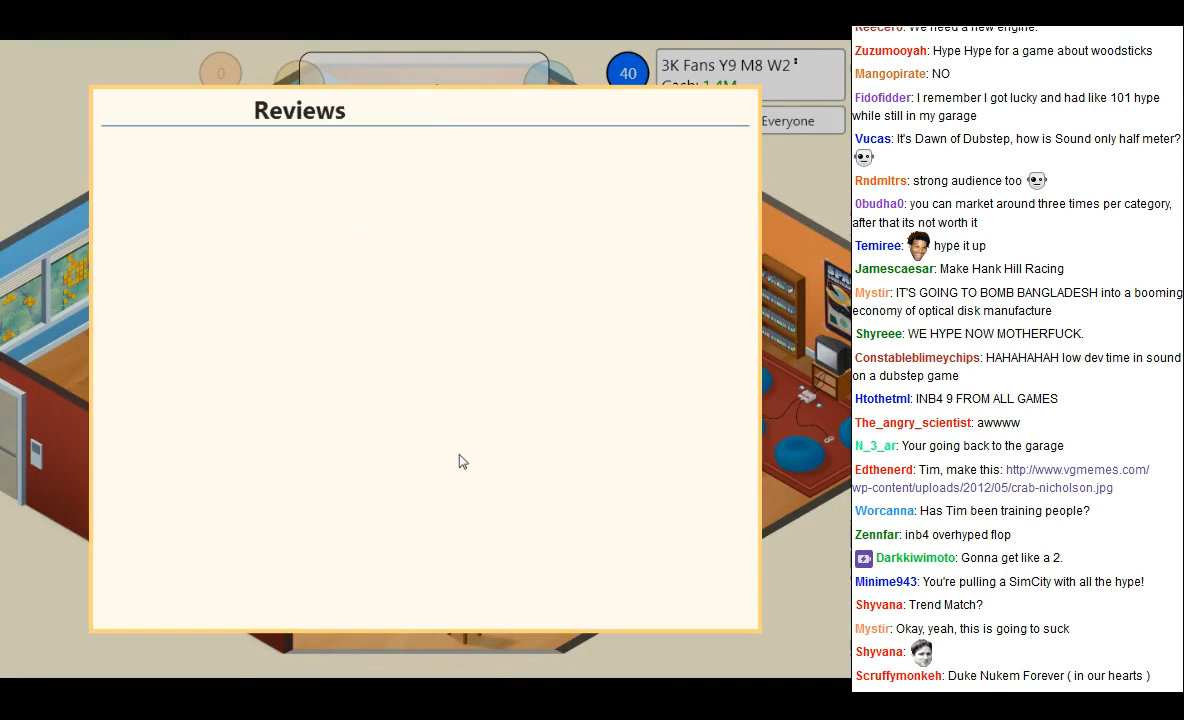 0
40
3K Fans Y9 M8 W2
Cash: 1.4M
Everyone
Reviews
ReeCero: We need a new engine.
Zuzumooyah: Hype Hype for a game about woodsticks
Mangopirate: NO
Fidofidder: I remember I got lucky and had like 101 hype
while still in my garage
Vucas: It's Dawn of Dubstep, how is Sound only half meter?
Rndmltrs: strong audience too
0budha0: you can market around three times per category,
after that its not worth it
Temiree: hype it up
Jamescaesar: Make Hank Hill Racing
Mystir: IT'S GOING TO BOMB BANGLADESH into a booming
economy of optical disk manufacture
Shyreee: WE HYPE NOW MOTHERFUCK.
Constableblimeychips: HAHAHAHAH low dev time in sound
on a dubstep game
Htothetml: INB4 9 FROM ALL GAMES
The_angry_scientist: awwww
N_3_ar: Your going back to the garage
Edthenerd: Tim, make this: http://www.vgmemes.com/
wp-content/uploads/2012/05/crab-nicholson.jpg
Worcanna: Has Tim been training people?
Zennfar: inb4 overhyped flop
Darkkiwimoto: Gonna get like a 2.
Minime943: You're pulling a SimCity with all the hype!
Shyvana: Trend Match?
Mystir: Okay, yeah, this is going to suck
Shyvana:
Scruffymonkeh: Duke Nukem Forever ( in our hearts )